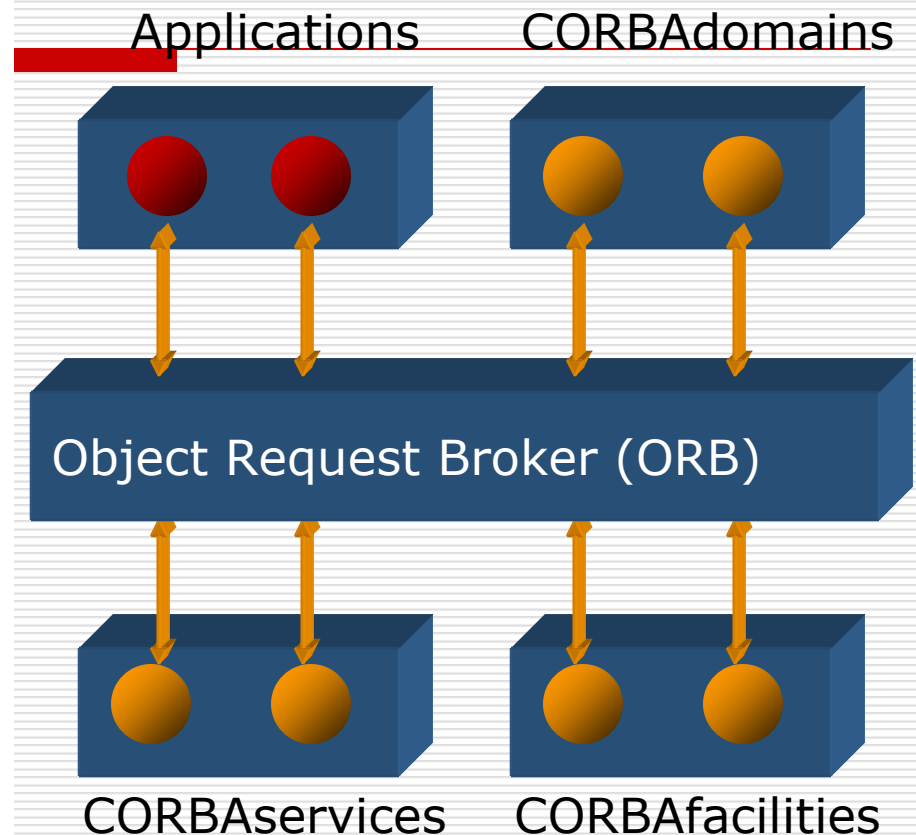 Applications
CORBAdomains
Object Request Broker (ORB)
CORBAservices
CORBAfacilities